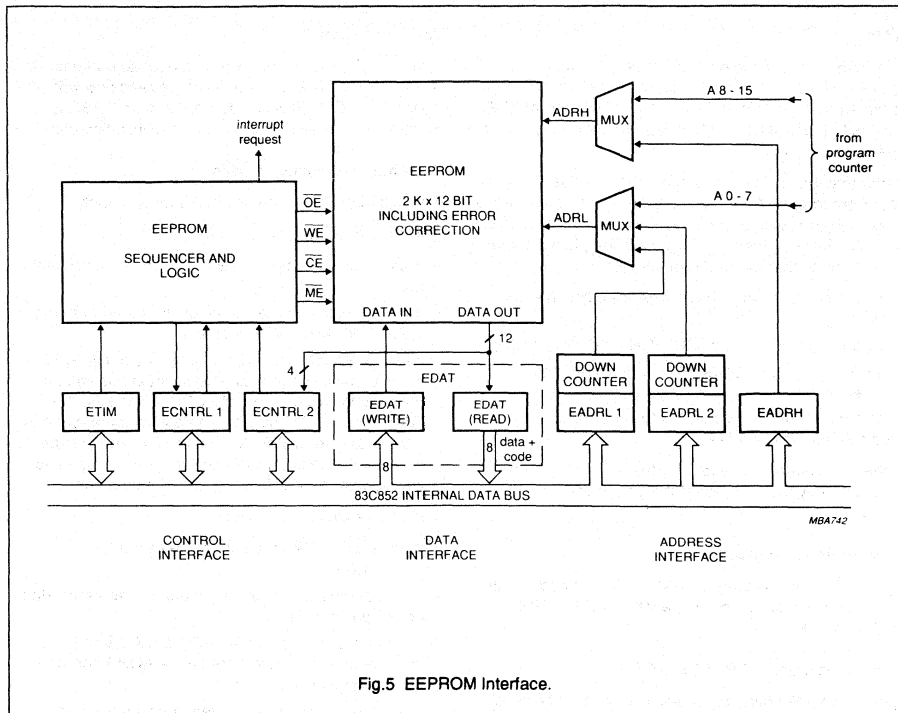 interrupt
request
EEPROM
SEQUENCER AND
LOGIC
OE
WE
CE
ME
EEPROM
2 K x 12 BIT
INCLUDING ERROR
CORRECTION
DATA IN
DATA OUT
ADRH
MUX
A 8 - 15
ADRL
MUX
A 0 - 7
from
program
counter
12
4
EDAT
ETIM
ECNTRL 1
ECNTRL 2
EDAT
(WRITE)
EDAT
(READ)
8
8
data +
code
DOWN
COUNTER
EADRL 1
DOWN
COUNTER
EADRL 2
EADRH
83C852 INTERNAL DATA BUS
MBA742
CONTROL
INTERFACE
DATA
INTERFACE
ADDRESS
INTERFACE
Fig.5 EEPROM Interface.